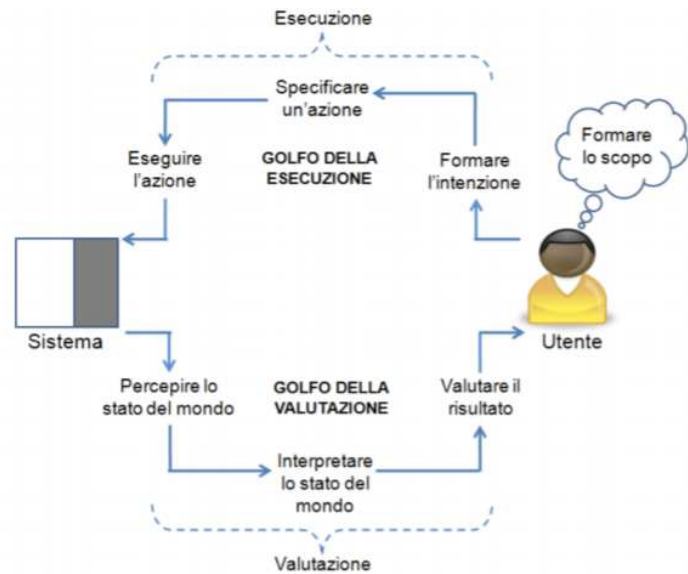 Esecuzione
Specificare
un'azione
Formare
lo scopo
Eseguire
l'azione
GOLFO DELLA
ESECUZIONE
Formare
l'intenzione
Sistema
Utente
Percepire lo
stato del mondo
GOLFO DELLA
VALUTAZIONE
Valutare il
risultato
Interpretare
lo stato del
mondo
Valutazione